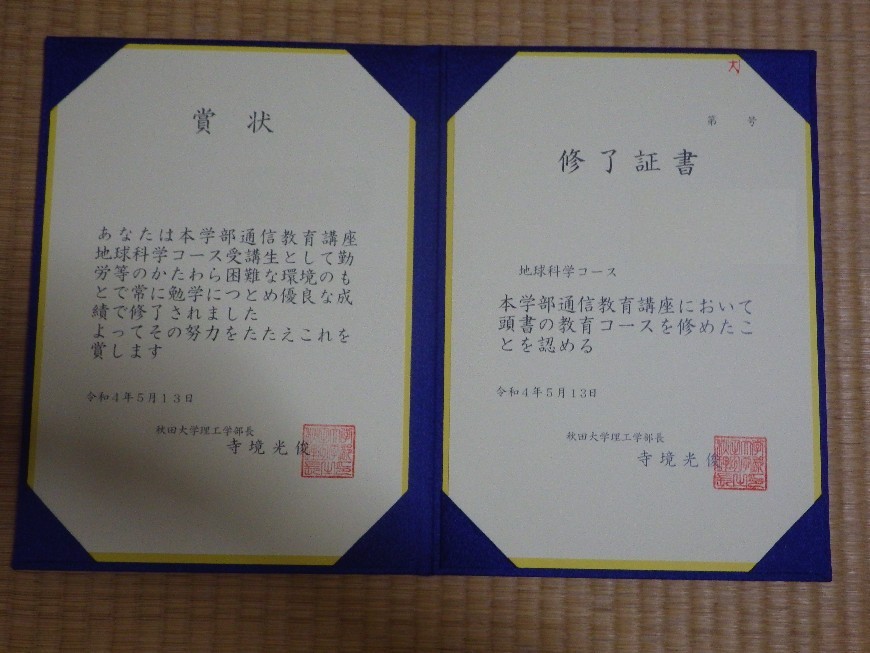 賞状
あなたは本学部通信教育講座
地球科学コース受講生として勤
労等のかたわら困難な環境のも
とで常に勉学につとめ優良な成
績で修了されました
よってその努力をたたえこれを
賞します
令和4年5月13日
秋田大学理工学部長
寺境光俊
第　号
修了証書
地球科学コース
本学部通信教育講座において
頭書の教育コースを修めたこ
とを認める
令和4年5月13日
秋田大学理工学部長
寺境光俊